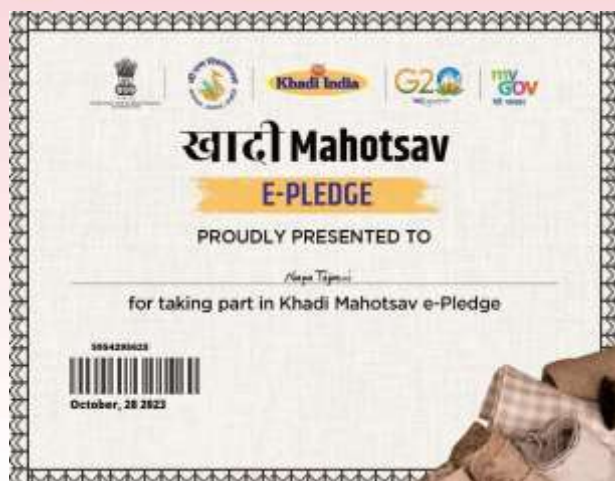 Khadi India
G20
my
GOV
खादी Mahotsav
E-PLEDGE
PROUDLY PRESENTED TO
for taking part in Khadi Mahotsav e-Pledge
October, 28 2023